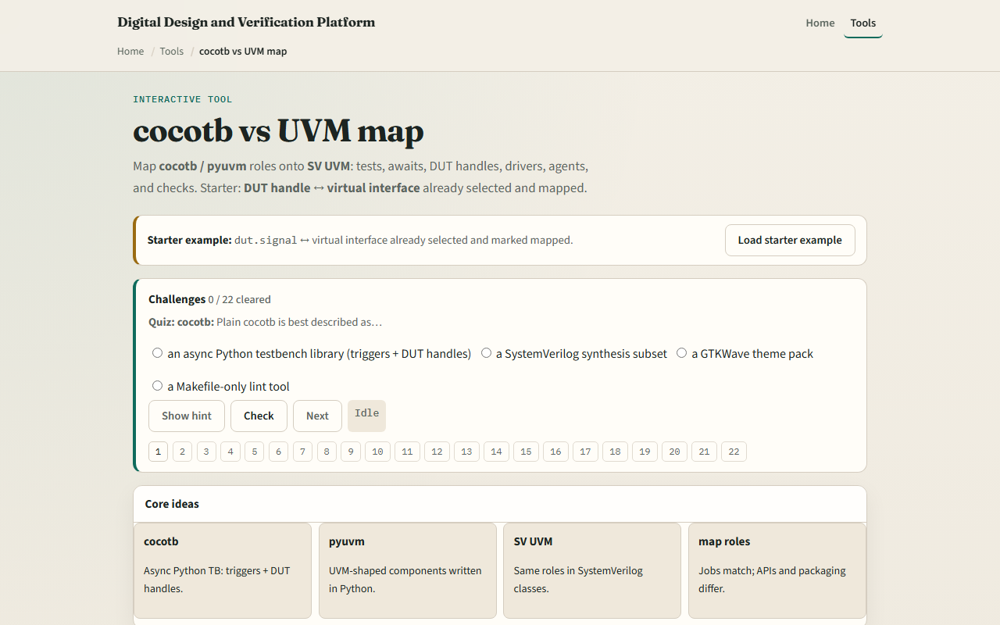 Digital Design and Verification Platform
Home Tools
Home / Tools / cocotb vs UVM map
INTERACTIVE TOOL
cocotb vs UVM map
Map cocotb / pyuvm roles onto SV UVM: tests, awaits, DUT handles, drivers, agents,
and checks. Starter: DUT handle ↔ virtual interface already selected and mapped.
Starter example: dut.signal ↔ virtual interface already selected and marked mapped.
Load starter example
Challenges 0 / 22 cleared
Quiz: cocotb: Plain cocotb is best described as…
an async Python testbench library (triggers + DUT handles) a SystemVerilog synthesis subset a GTKWave theme pack
a Makefile-only lint tool
Show hint Check Next Idle
1 2 3 4 5 6 7 8 9 10 11 12 13 14 15 16 17 18 19 20 21 22
Core ideas
cocotb
Async Python TB: triggers + DUT
handles.
pyuvm
UVM-shaped components written
in Python.
SV UVM
Same roles in SystemVerilog
classes.
map roles
Jobs match; APIs and packaging
differ.